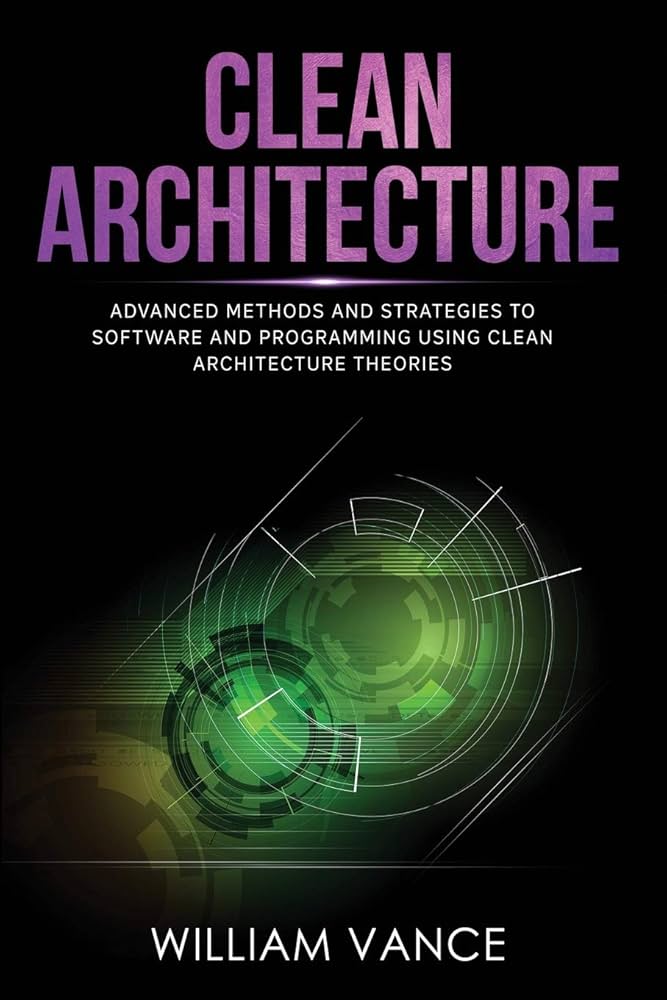 CLEAN
ARCHITECTURE
ADVANCED METHODS AND STRATEGIES TO
SOFTWARE AND PROGRAMMING USING CLEAN
ARCHITECTURE THEORIES
WILLIAM VANCE